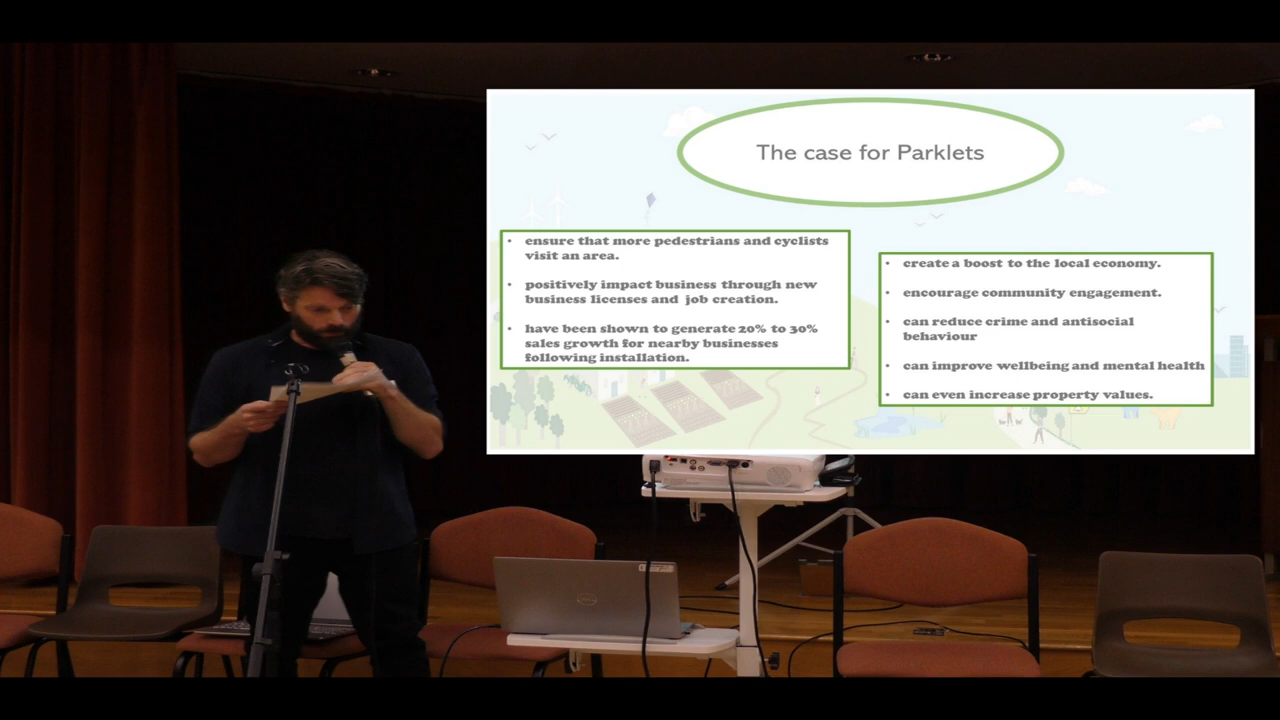 The case for Parklets
• ensure that more pedestrians and cyclists
visit an area.
• positively impact business through new
business licenses and job creation.
• have been shown to generate 20% to 30%
sales growth for nearby businesses
following installation.
• create a boost to the local economy.
• encourage community engagement.
• can reduce crime and antisocial
behaviour
• can improve wellbeing and mental health
• can even increase property values.